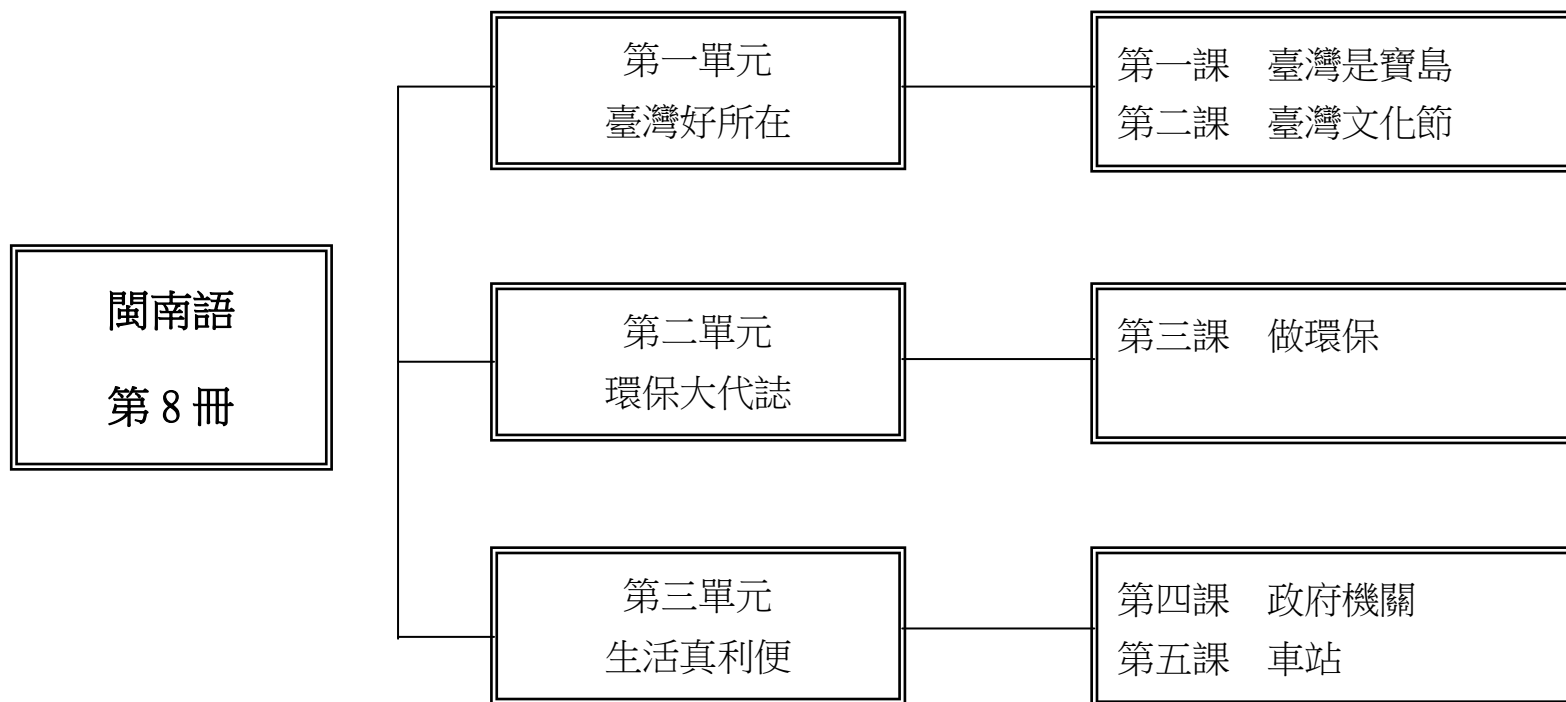 閩南語
第 8 冊
第一單元
臺灣好所在
第一課　臺灣是寶島
第二課　臺灣文化節
第二單元
環保大代誌
第三課　做環保
第三單元
生活真利便
第四課　政府機關
第五課　車站